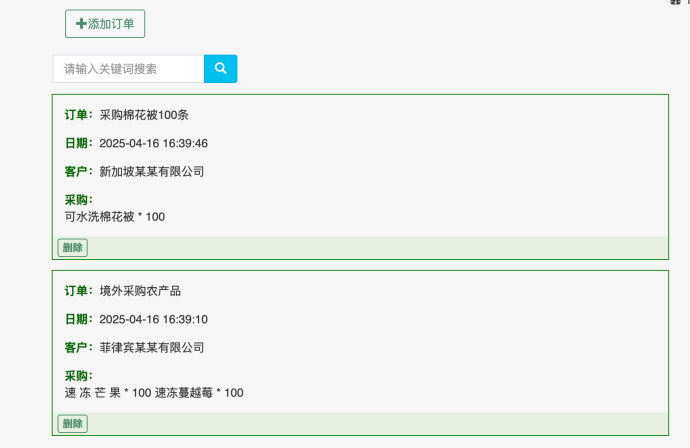 添加订单
请输入关键词搜索
订单：采购棉花被100条
日期：2025-04-16 16:39:46
客户：新加坡某某有限公司
采购：
可水洗棉花被 * 100
删除
订单：境外采购农产品
日期：2025-04-16 16:39:10
客户：菲律宾某某有限公司
采购：
速 冻 芒 果 * 100 速冻蔓越莓 * 100
删除